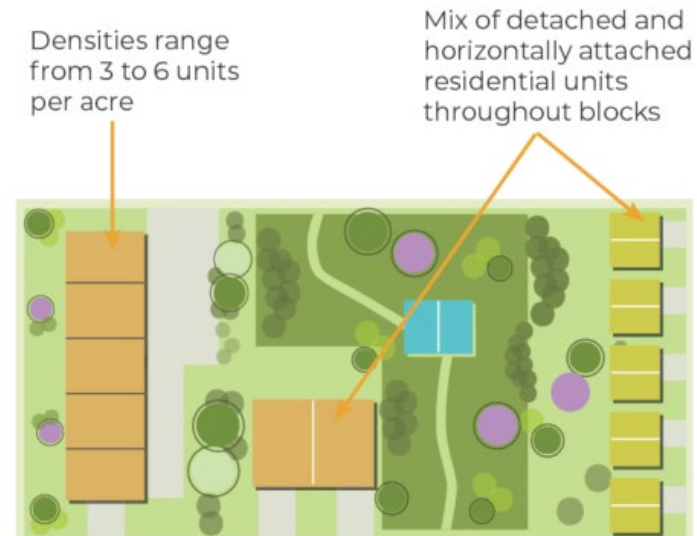 Densities range
from 3 to 6 units
per acre
Mix of detached and
horizontally attached
residential units
throughout blocks